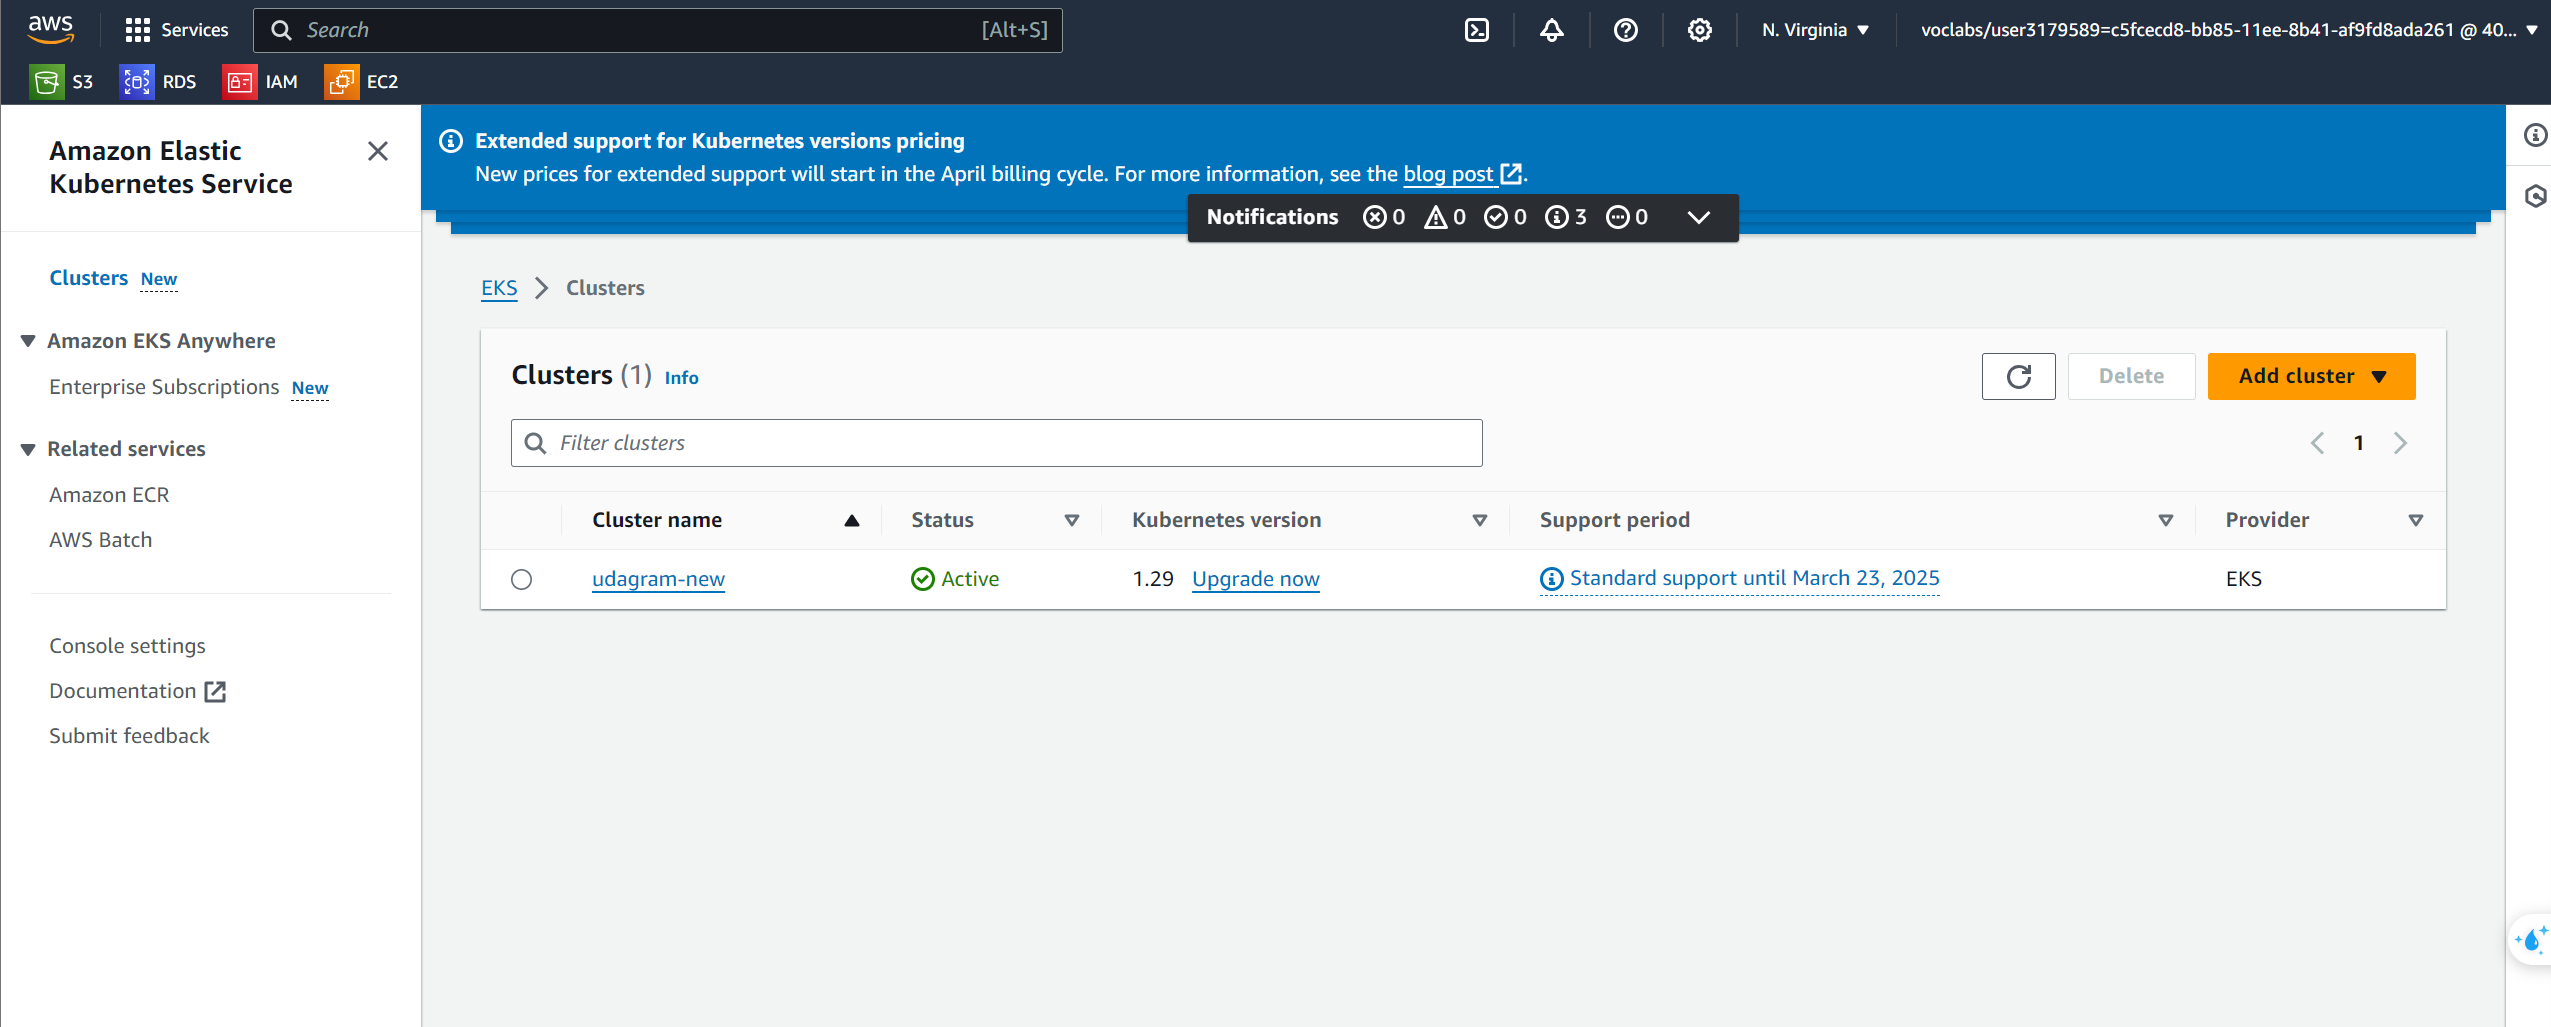 aws
Services
Search [Alt+S]
N. Virginia
voclabs/user3179589=c5fcecd8-bb85-11ee-8b41-af9fd8ada261 @ 40...
S3 RDS IAM EC2
Amazon Elastic
Kubernetes Service
Clusters New
Amazon EKS Anywhere
Enterprise Subscriptions New
Related services
Amazon ECR
AWS Batch
Console settings
Documentation
Submit feedback
Extended support for Kubernetes versions pricing
New prices for extended support will start in the April billing cycle. For more information, see the blog post.
Notifications 0 0 0 3 0
EKS Clusters
Clusters (1) Info
Delete
Add cluster
Filter clusters
1
Cluster name Status Kubernetes version Support period Provider
udagram-new Active 1.29 Upgrade now Standard support until March 23, 2025 EKS